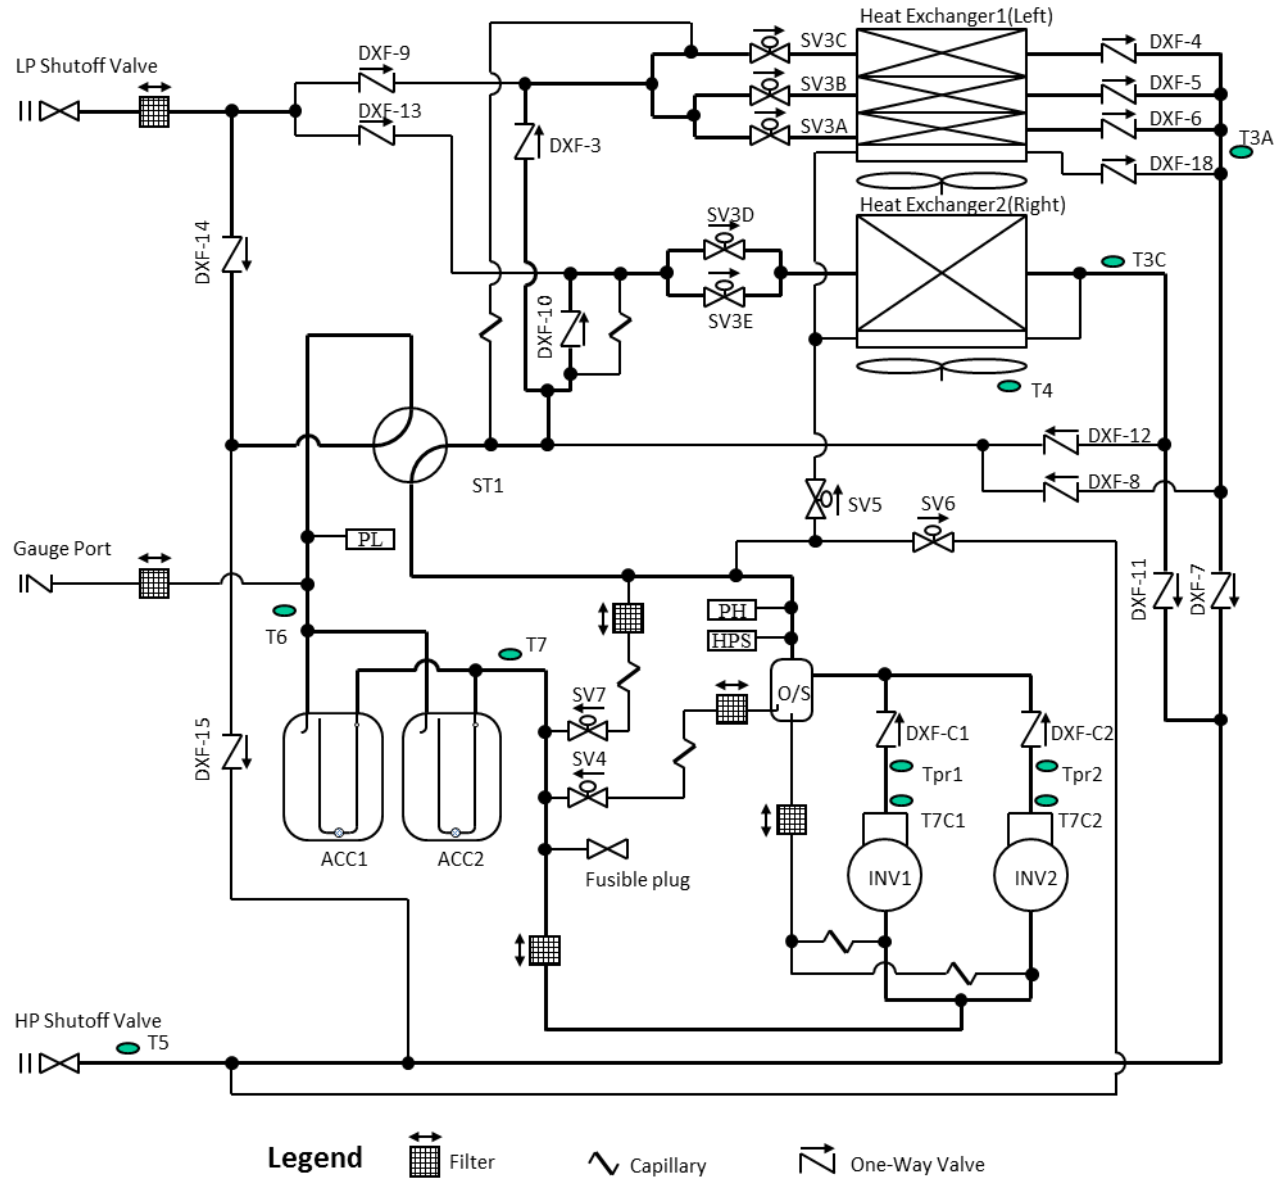 Heat Exchanger1(Left)
SV3C
DXF-4
DXF-9
LP Shutoff Valve
SV3B
DXF-5
DXF-13
SV3A
DXF-6
DXF-3
T3A
DXF-18
Heat Exchanger2(Right)
SV3D
DXF-14
T3C
SV3E
DXF-10
T4
DXF-12
ST1
DXF-8
SV5
SV6
PL
Gauge Port
DXF-11
DXF-7
PH
T6
HPS
T7
O/S
SV7
DXF-C1
DXF-C2
DXF-15
SV4
Tpr1
Tpr2
T7C1
T7C2
ACC1
ACC2
Fusible plug
INV1
INV2
HP Shutoff Valve
T5
Legend
Filter
Capillary
One-Way Valve